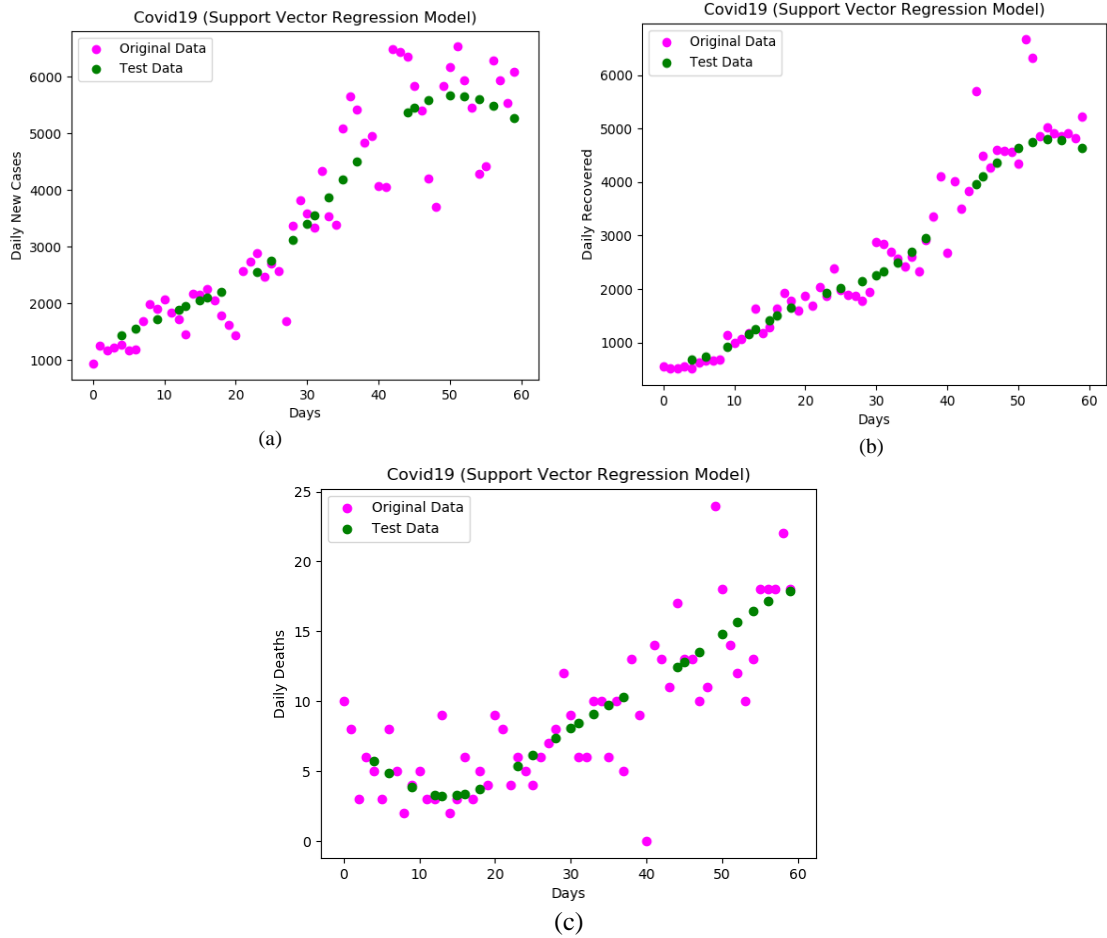 Covid19 (Support Vector Regression Model)
Original Data
Test Data
6000
5000
4000
3000
2000
1000
Daily New Cases
0 10 20 30 40 50 60
Days
(a)
Covid19 (Support Vector Regression Model)
Original Data
Test Data
6000
5000
4000
3000
2000
1000
Daily Recovered
0 10 20 30 40 50 60
Days
(b)
Covid19 (Support Vector Regression Model)
Original Data
Test Data
25
20
15
10
5
0
Daily Deaths
0 10 20 30 40 50 60
Days
(c)